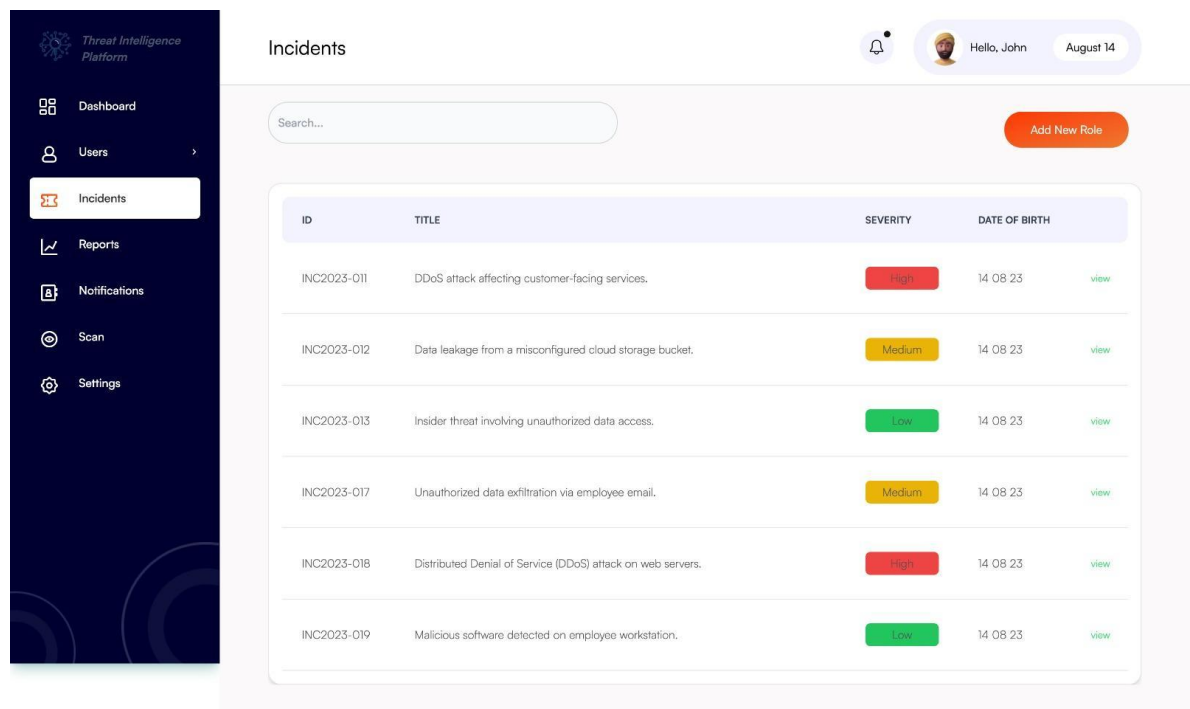 Threat Intelligence
Platform
Dashboard
Users
Incidents
Reports
Notifications
Scan
Settings
Incidents
Hello, John
August 14
Search...
Add New Role
ID TITLE SEVERITY DATE OF BIRTH
INC2023-011 DDoS attack affecting customer-facing services. High 14 08 23 view
INC2023-012 Data leakage from a misconfigured cloud storage bucket. Medium 14 08 23 view
INC2023-013 Insider threat involving unauthorized data access. Low 14 08 23 view
INC2023-017 Unauthorized data exfiltration via employee email. Medium 14 08 23 view
INC2023-018 Distributed Denial of Service (DDoS) attack on web servers. High 14 08 23 view
INC2023-019 Malicious software detected on employee workstation. Low 14 08 23 view